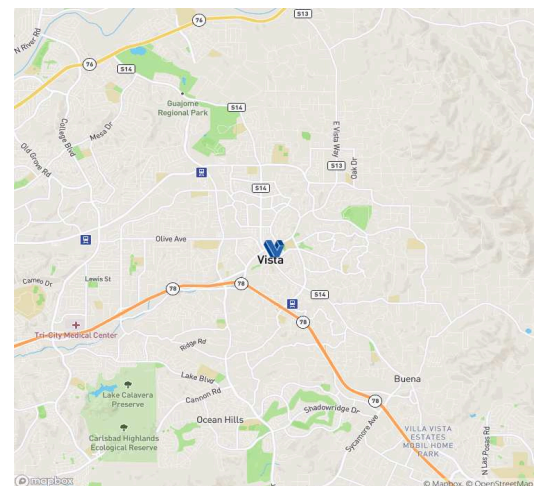 S13
76
N River Rd
76
S14
Guajome
Regional Park
S14
College Blvd
Mesa Dr
E Vista Way
Old Grove Rd
S13
Oak Dr
S14
Olive Ave
Vista
Cameo Dr
Lewis St
78
78
S14
78
Tri-City Medical Center
Ridge Rd
Lake Blvd
Buena
Lake Calavera
Preserve
Cannon Rd
78
Shadowridge Dr
Ocean Hills
Sycamore Ave
Carlsbad Highlands
Ecological Reserve
VILLA VISTA
ESTATES
MOBIL HOME
PARK
N Las Posas Rd
mapbox
© Mapbox, © OpenStreetMap